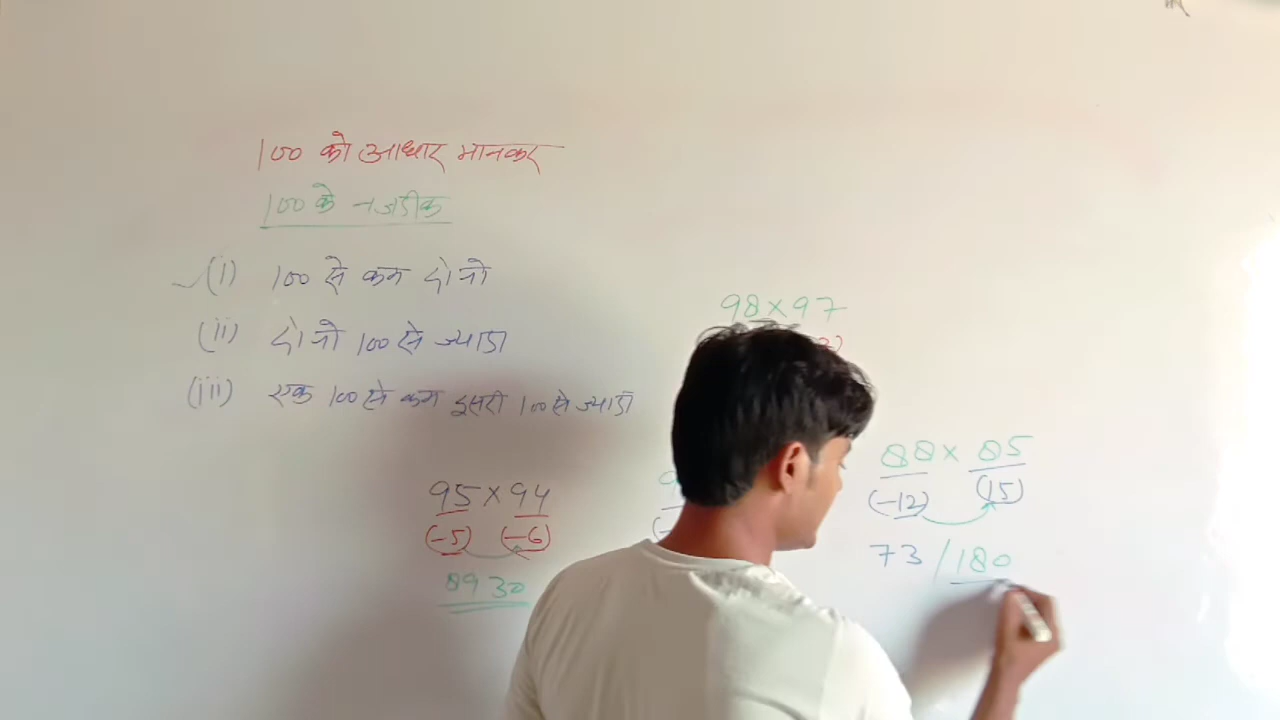 100 को आधार मानकर
100 के नजदीक
(i) 100 से कम दोनो
(ii) दोनो 100 से ज्यादा
(iii) एक 100 से कम दुसरी 100 से ज्यादा
98 × 97
95 × 94
(-5) (-6)
8930
88 × 85
(-12) (15)
73 / 180